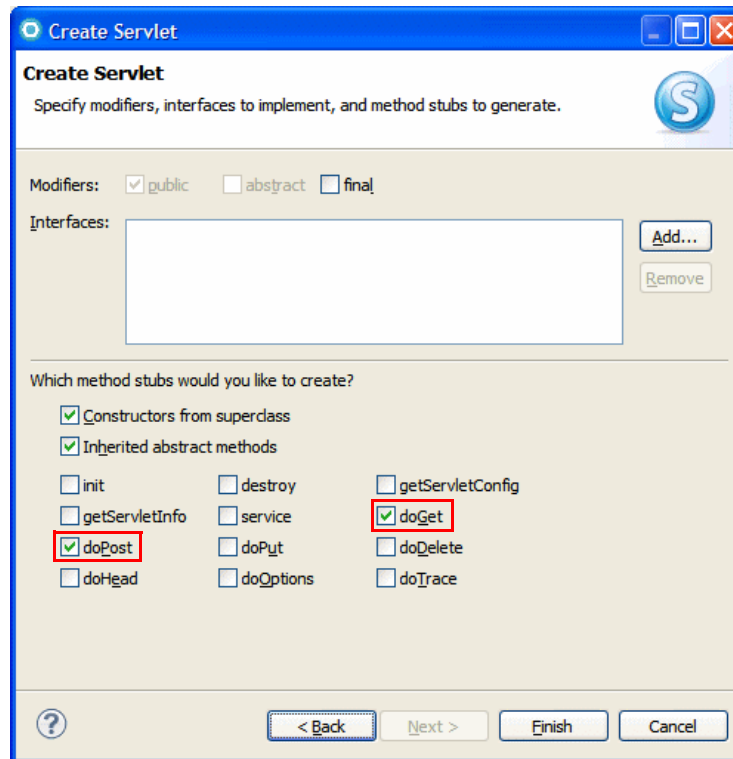 Create Servlet
Create Servlet
Specify modifiers, interfaces to implement, and method stubs to generate.
S
Modifiers: public abstract final
Interfaces:
Add...
Remove
Which method stubs would you like to create?
Constructors from superclass
Inherited abstract methods
init destroy getServletConfig
getServletInfo service doGet
doPost doPut doDelete
doHead doOptions doTrace
? < Back Next > Finish Cancel